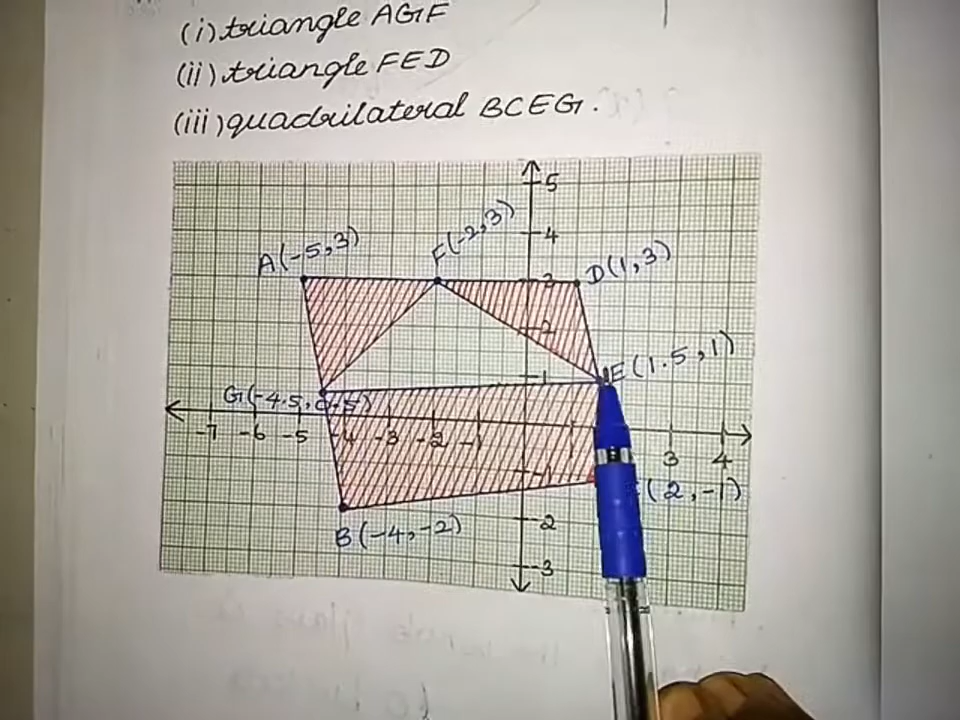 (i) triangle AGF
(ii) triangle FED
(iii) quadrilateral BCEG.
5
F(-2,3)
4
A(-5,3)
D(1,3)
3
2
E(1.5,1)
1
G(-4.5,0.5)
-7 -6 -5 -4 -3 -2 -1 3 4
-1
(2,-1)
B(-4,-2)
-2
-3